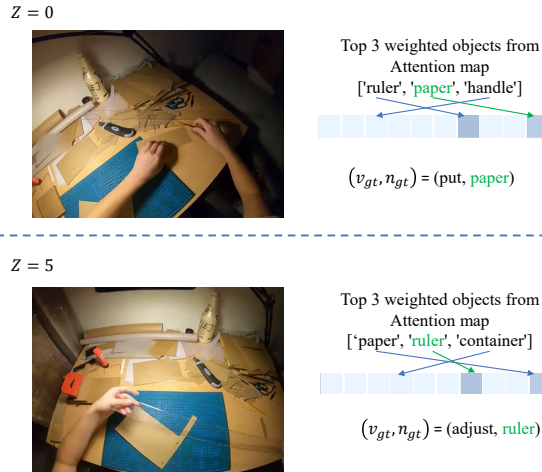 Z = 0
Top 3 weighted objects from
Attention map
['ruler', 'paper', 'handle']
(v_gt, n_gt) = (put, paper)
Z = 5
Top 3 weighted objects from
Attention map
[‘paper', 'ruler', 'container']
(v_gt, n_gt) = (adjust, ruler)